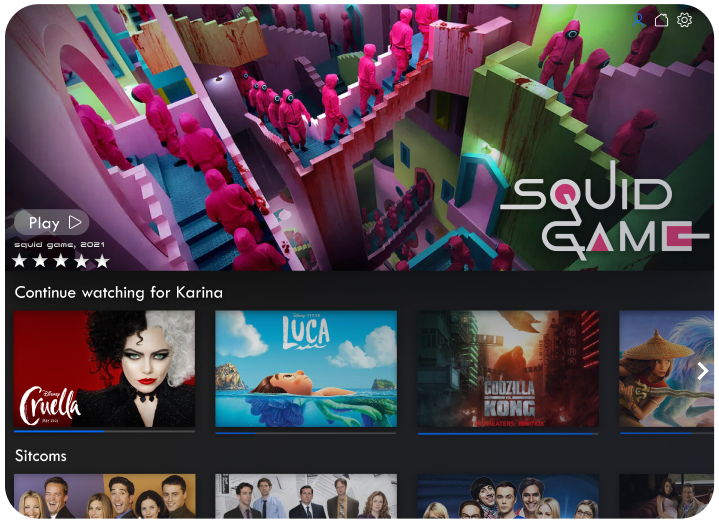 SQUID
GAME
Play
squid game, 2021
Continue watching for Karina
Disney
Cruella
DISNEY · PIXAR
LUCA
GODZILLA
VS
KONG
Sitcoms